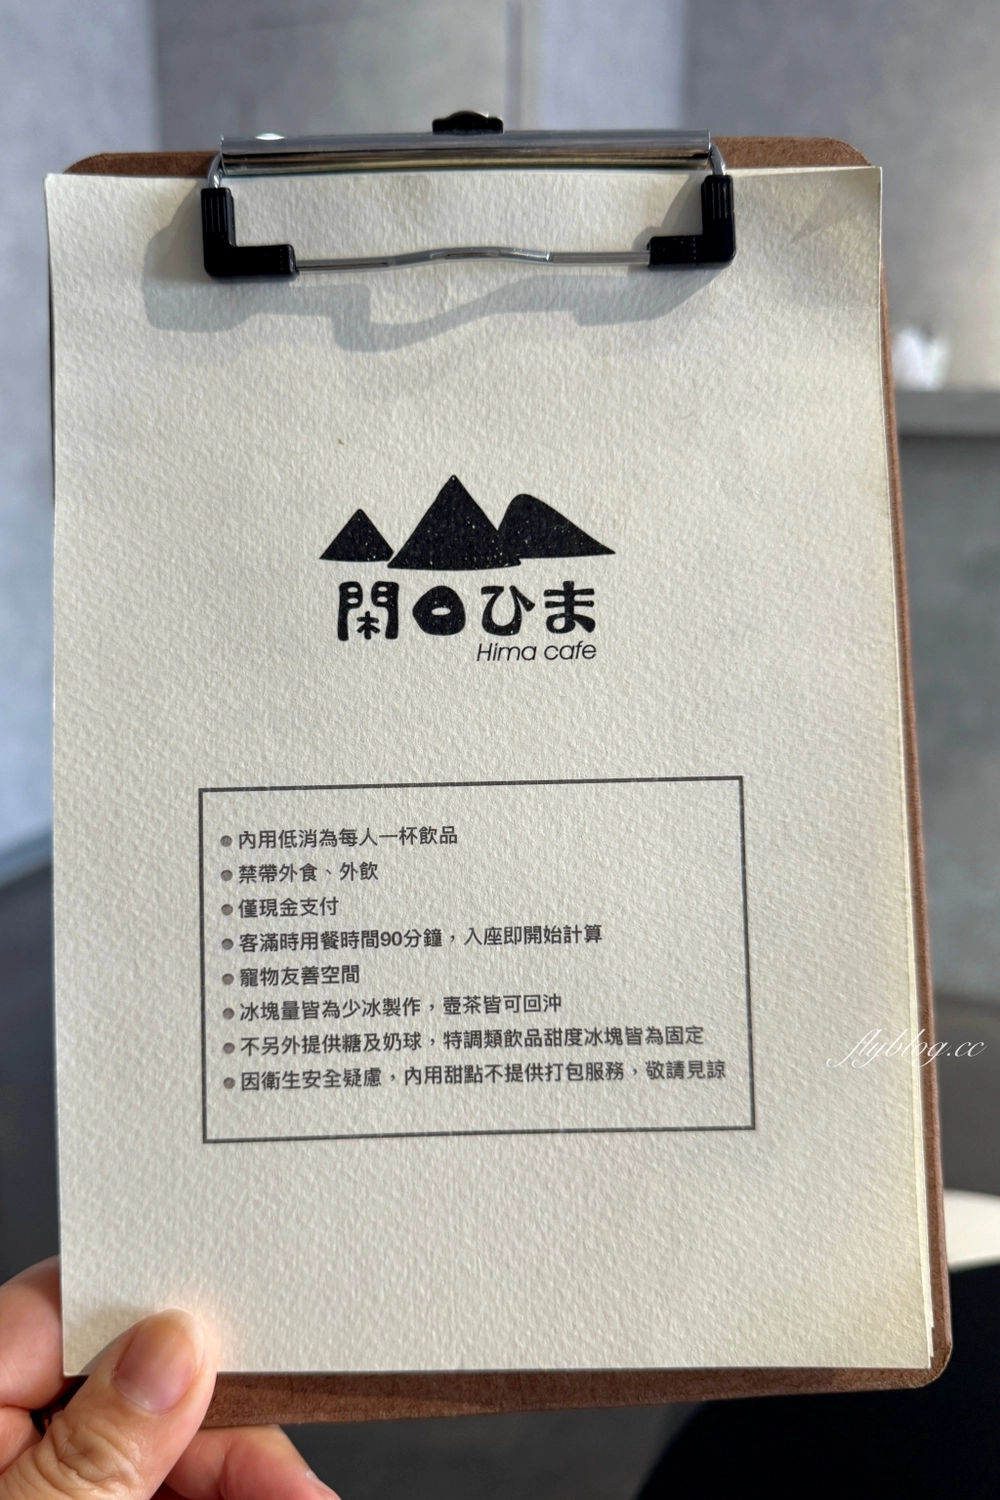 閑日ひま
Hima cafe
●內用低消為每人一杯飲品
●禁帶外食、外飲
●僅現金支付
●客滿時用餐時間90分鐘，入座即開始計算
●寵物友善空間
●冰塊量皆為少冰製作，壺茶皆可回沖
●不另外提供糖及奶球，特調類飲品甜度冰塊皆為固定
●因衛生安全疑慮，內用甜點不提供打包服務，敬請見諒
flyblog.cc